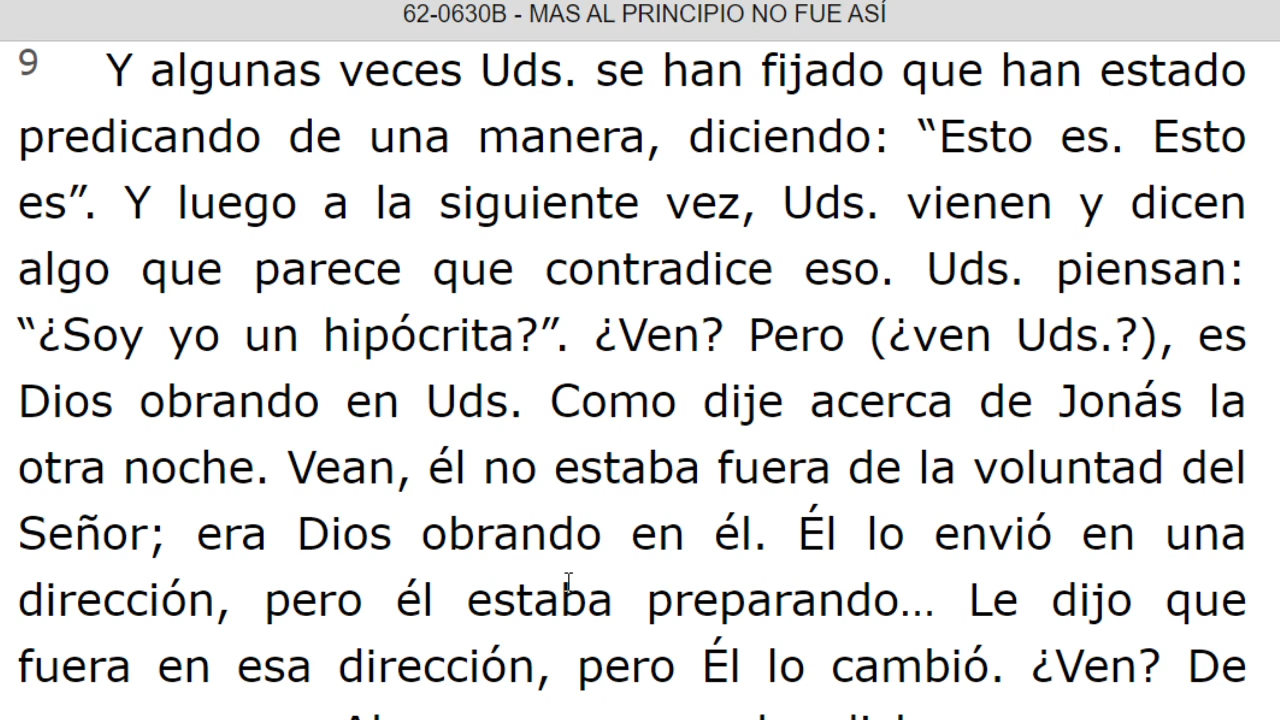 62-0630B - MAS AL PRINCIPIO NO FUE ASÍ
9 Y algunas veces Uds. se han fijado que han estado
predicando de una manera, diciendo: “Esto es. Esto
es”. Y luego a la siguiente vez, Uds. vienen y dicen
algo que parece que contradice eso. Uds. piensan:
“¿Soy yo un hipócrita?”. ¿Ven? Pero (¿ven Uds.?), es
Dios obrando en Uds. Como dije acerca de Jonás la
otra noche. Vean, él no estaba fuera de la voluntad del
Señor; era Dios obrando en él. Él lo envió en una
dirección, pero él estaba preparando… Le dijo que
fuera en esa dirección, pero Él lo cambió. ¿Ven? De